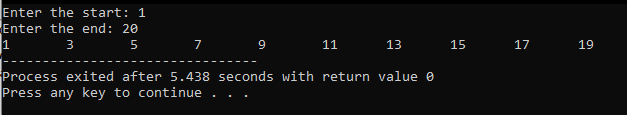 Enter the start: 1
Enter the end: 20
1	3	5	7	9	11	13	15	17	19
--------------------------------
Process exited after 5.438 seconds with return value 0
Press any key to continue . . .